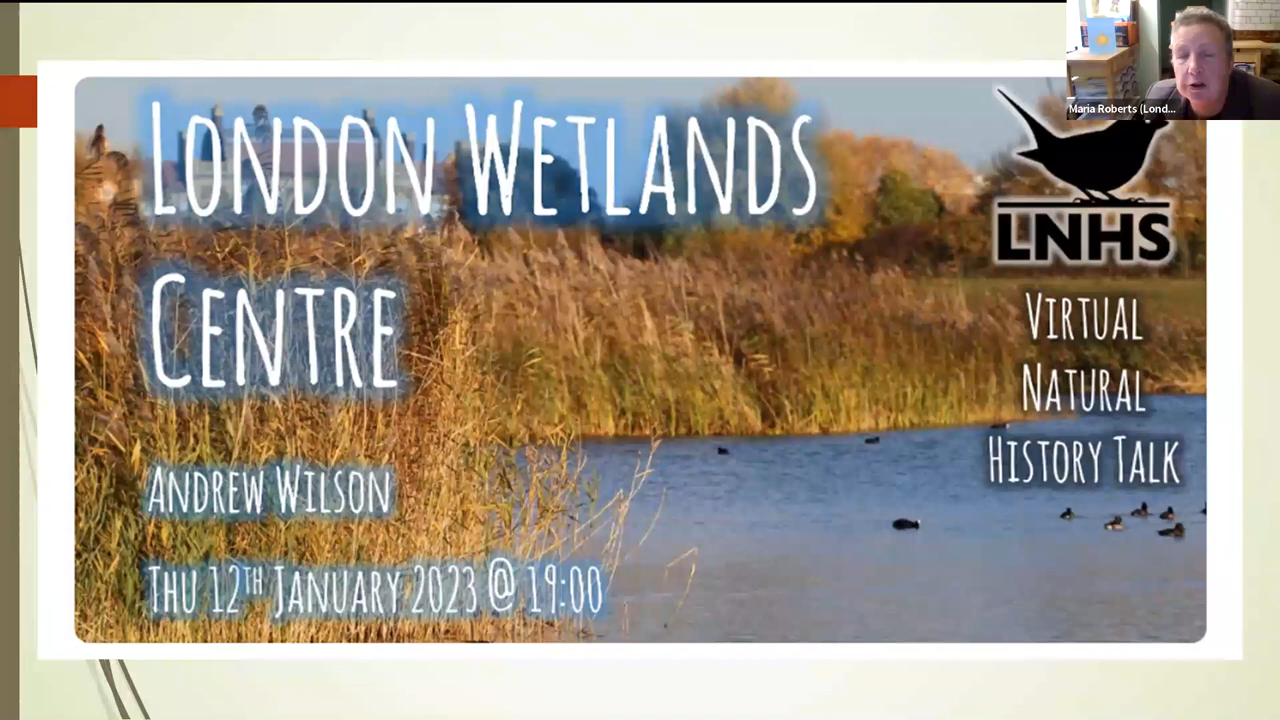 Maria Roberts (Lond...
LONDON WETLANDS
CENTRE
LNHS
VIRTUAL
NATURAL
HISTORY TALK
ANDREW WILSON
THU 12TH JANUARY 2023 @ 19:00